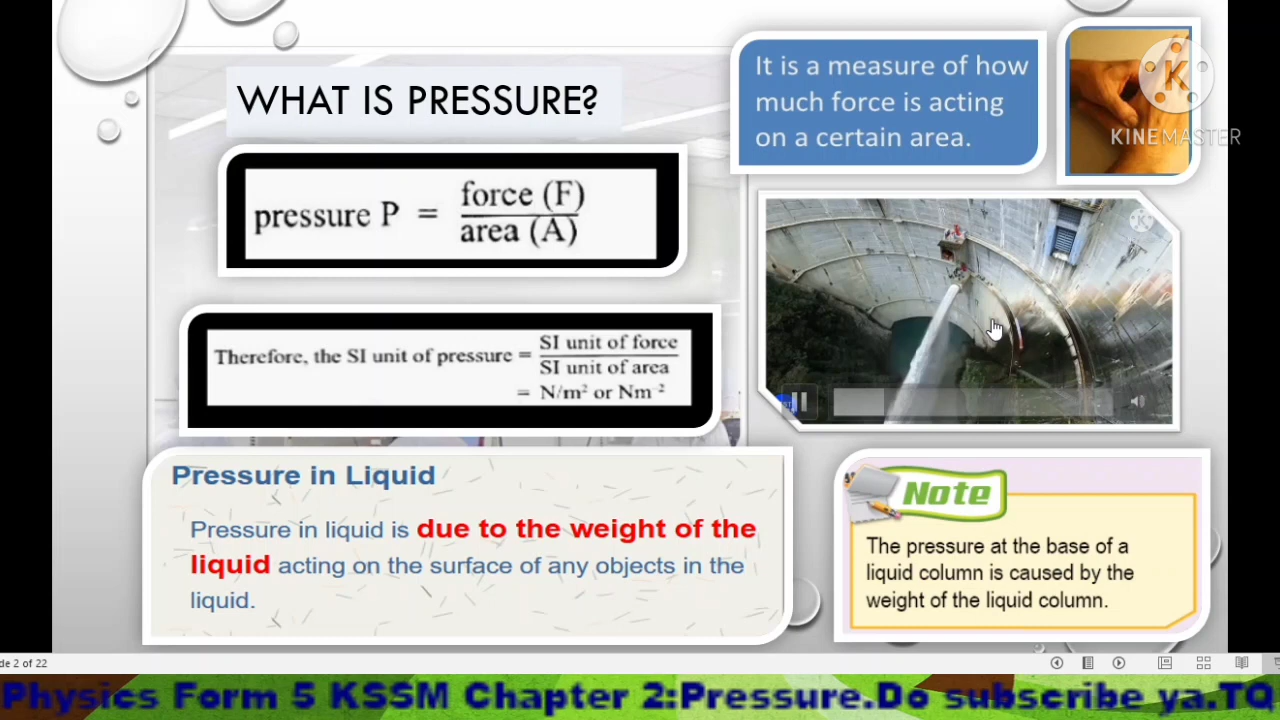 WHAT IS PRESSURE?
It is a measure of how
much force is acting
on a certain area.
K
KINEMASTER
pressure P = force (F)
area (A)
Therefore, the SI unit of pressure = SI unit of force
SI unit of area
= N/m² or Nm⁻²
Pressure in Liquid
Pressure in liquid is due to the weight of the
liquid acting on the surface of any objects in the
liquid.
Note
The pressure at the base of a
liquid column is caused by the
weight of the liquid column.
de 2 of 22
Physics Form 5 KSSM Chapter 2:Pressure.Do subscribe ya.TQ